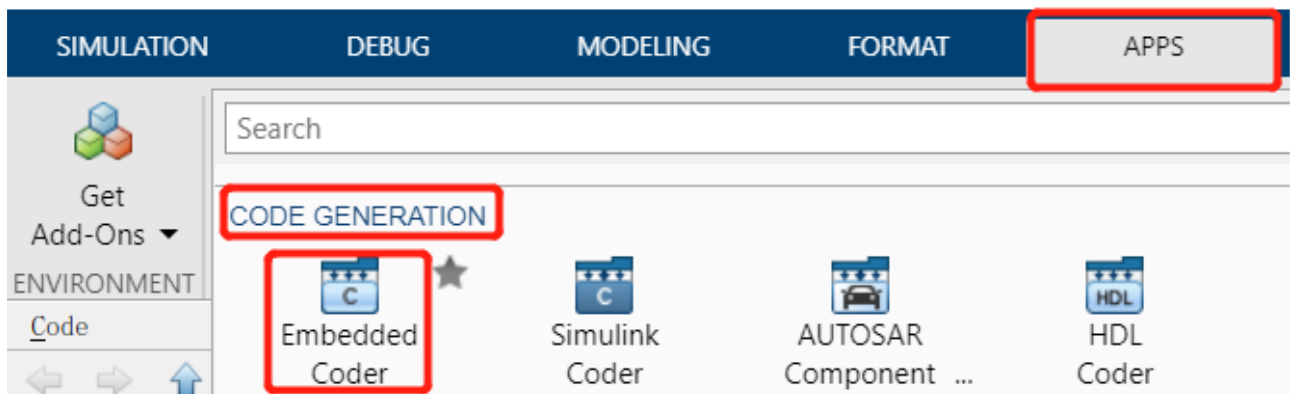 SIMULATION DEBUG MODELING FORMAT APPS
Search
Get
Add-Ons
ENVIRONMENT
Code
CODE GENERATION
C C HDL
Embedded Simulink AUTOSAR HDL
Coder Coder Component ... Coder